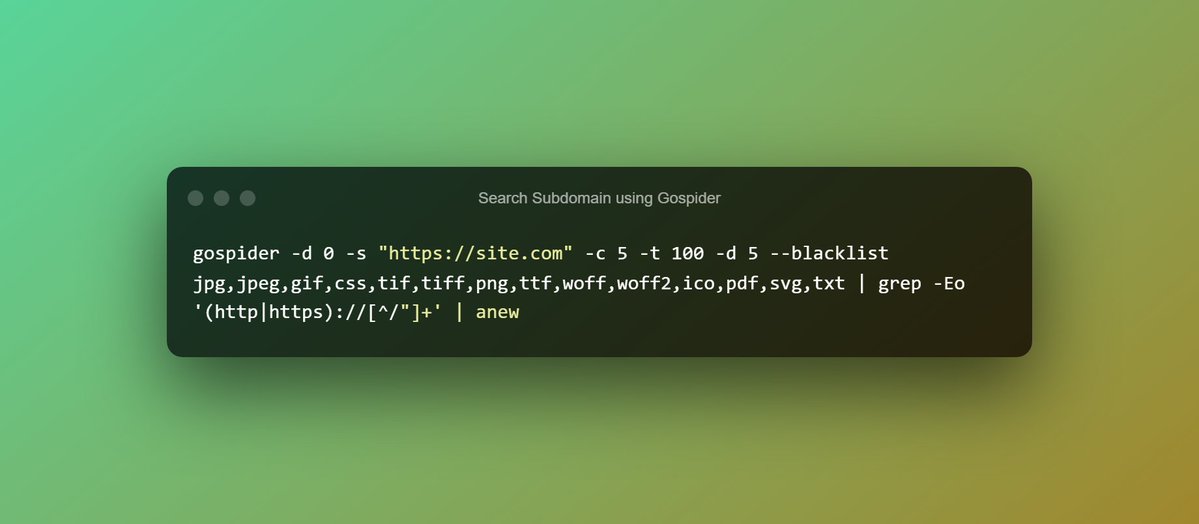 Search Subdomain using Gospider
gospider -d 0 -s "https://site.com" -c 5 -t 100 -d 5 --blacklist
jpg,jpeg,gif,css,tif,tiff,png,ttf,woff,woff2,ico,pdf,svg,txt | grep -Eo
'(http|https)://[^/"]+' | anew